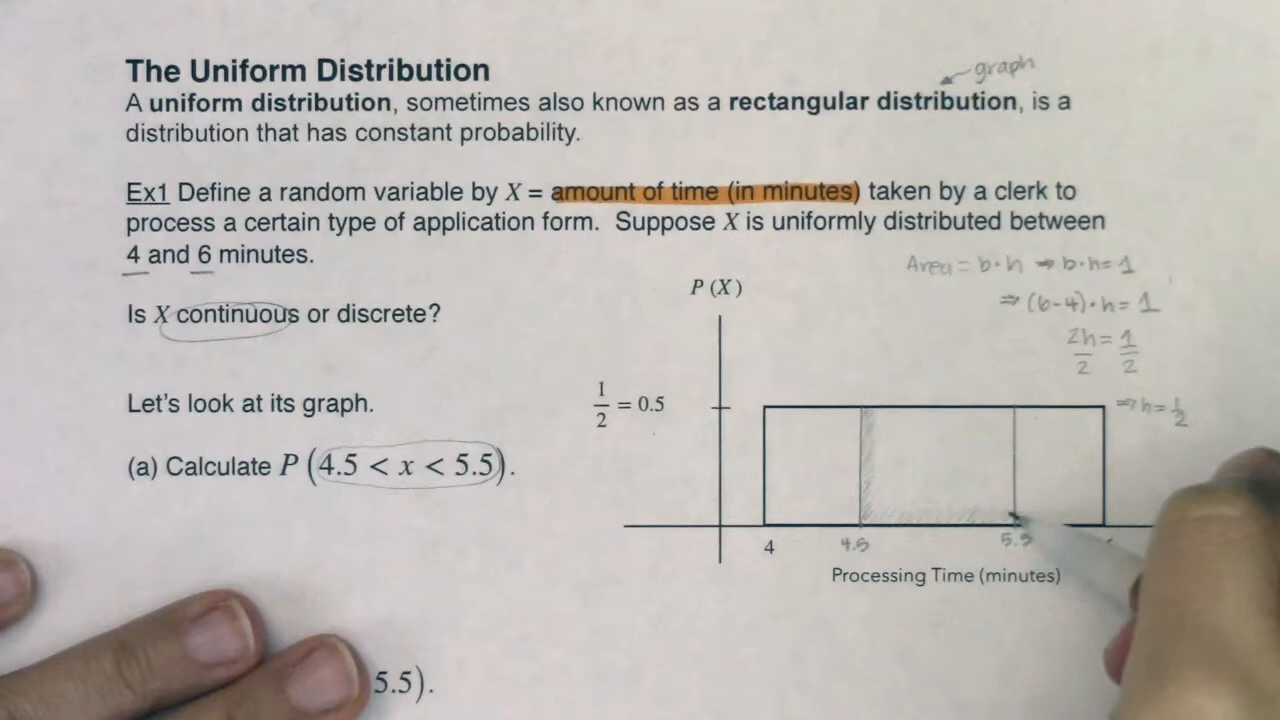 The Uniform Distribution
graph
A uniform distribution, sometimes also known as a rectangular distribution, is a
distribution that has constant probability.
Ex1 Define a random variable by X = amount of time (in minutes) taken by a clerk to
process a certain type of application form. Suppose X is uniformly distributed between
4 and 6 minutes.
Area = b·h ⇒ b·h = 1
P (X)
⇒ (6-4)·h = 1
Is X continuous or discrete?
2h = 1
2 2
Let's look at its graph.
1/2 = 0.5
⇒ h = 1/2
(a) Calculate P (4.5 < x < 5.5).
4 4.5 5.5
Processing Time (minutes)
5.5).